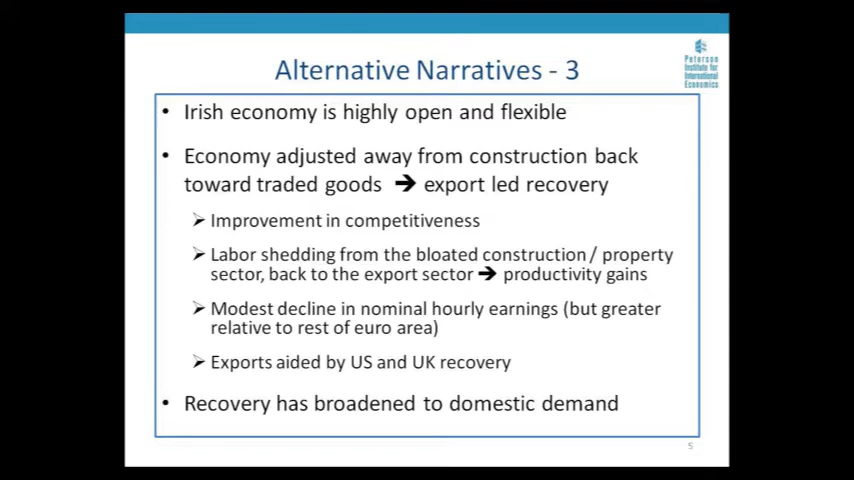 Alternative Narratives - 3
Peterson
Institute for
International
Economics
• Irish economy is highly open and flexible
• Economy adjusted away from construction back
toward traded goods ➔ export led recovery
➢ Improvement in competitiveness
➢ Labor shedding from the bloated construction / property
sector, back to the export sector ➔ productivity gains
➢ Modest decline in nominal hourly earnings (but greater
relative to rest of euro area)
➢ Exports aided by US and UK recovery
• Recovery has broadened to domestic demand
5